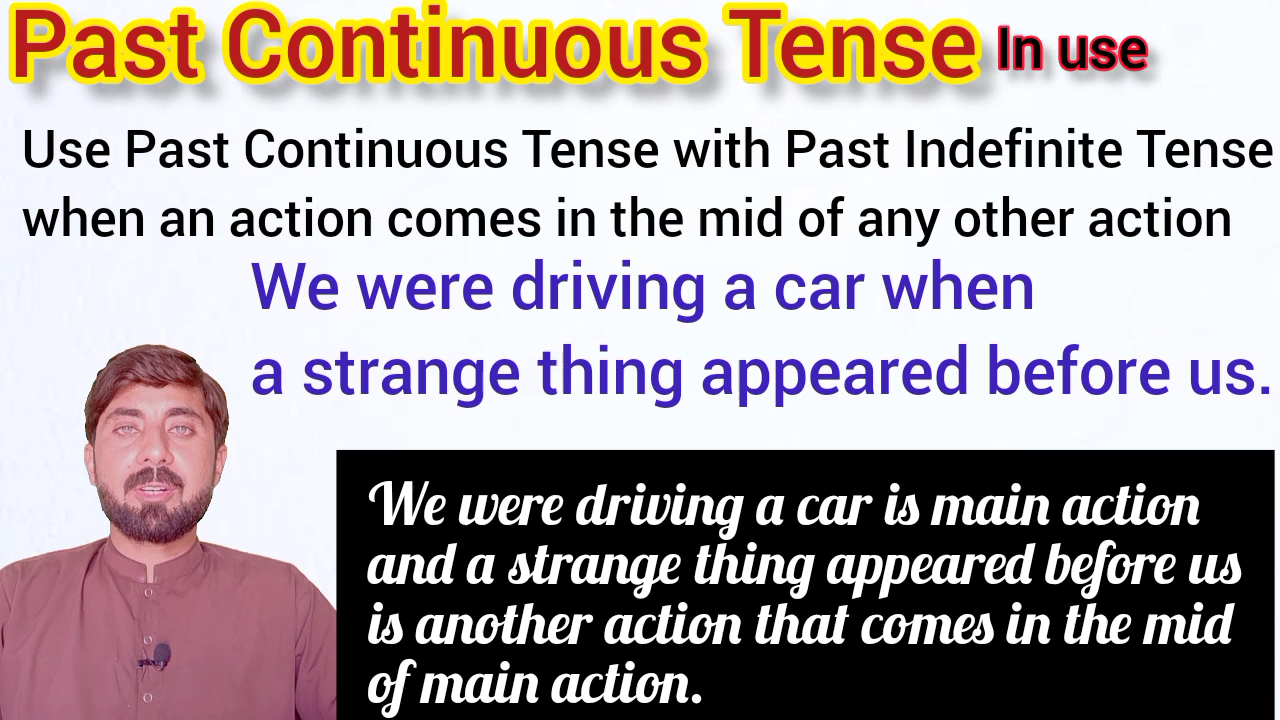 Past Continuous Tense In use
Use Past Continuous Tense with Past Indefinite Tense
when an action comes in the mid of any other action
We were driving a car when
a strange thing appeared before us.
We were driving a car is main action
and a strange thing appeared before us
is another action that comes in the mid
of main action.